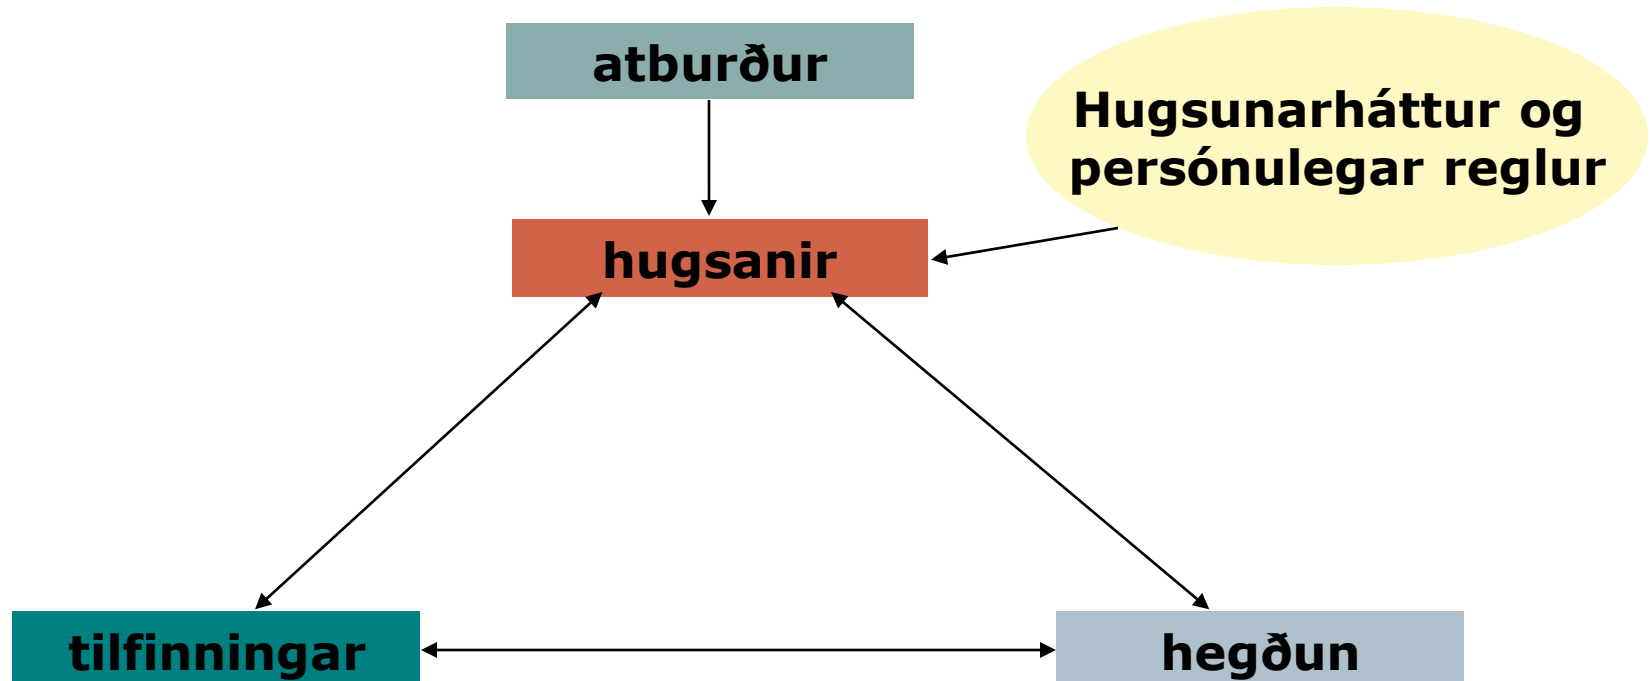 atburður
Hugsunarháttur og
persónulegar reglur
hugsanir
tilfinningar
hegðun